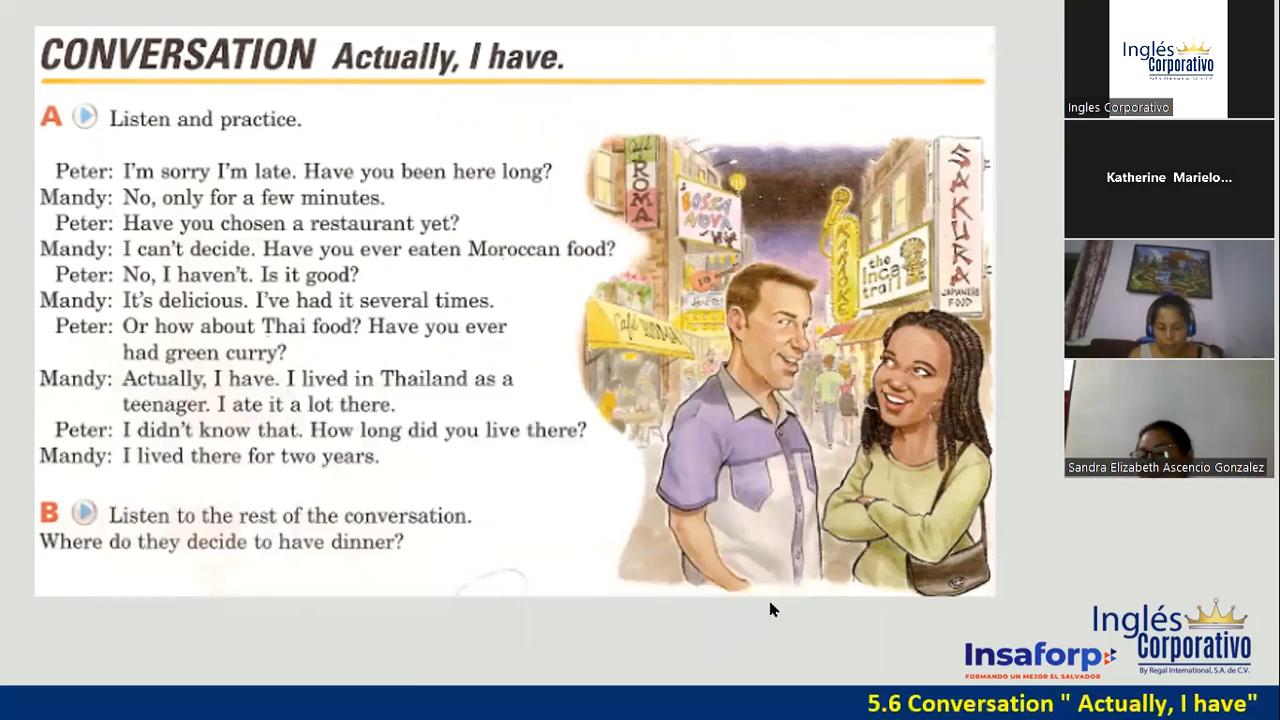 CONVERSATION Actually, I have.
A Listen and practice.
Peter: I'm sorry I'm late. Have you been here long?
Mandy: No, only for a few minutes.
Peter: Have you chosen a restaurant yet?
Mandy: I can't decide. Have you ever eaten Moroccan food?
Peter: No, I haven't. Is it good?
Mandy: It's delicious. I've had it several times.
Peter: Or how about Thai food? Have you ever
had green curry?
Mandy: Actually, I have. I lived in Thailand as a
teenager. I ate it a lot there.
Peter: I didn't know that. How long did you live there?
Mandy: I lived there for two years.
B Listen to the rest of the conversation.
Where do they decide to have dinner?
ROMA
BOSSA
NOVA
KARAOKE
the
Inca
trail
SAKURA
JAPANESE
FOOD
Café
Inglés
Corporativo
Ingles Corporativo
Katherine Marielo...
Sandra Elizabeth Ascencio Gonzalez
Insaforp
FORMANDO UN MEJOR EL SALVADOR
Inglés
Corporativo
By Regal International, S.A. de C.V.
5.6 Conversation " Actually, I have"